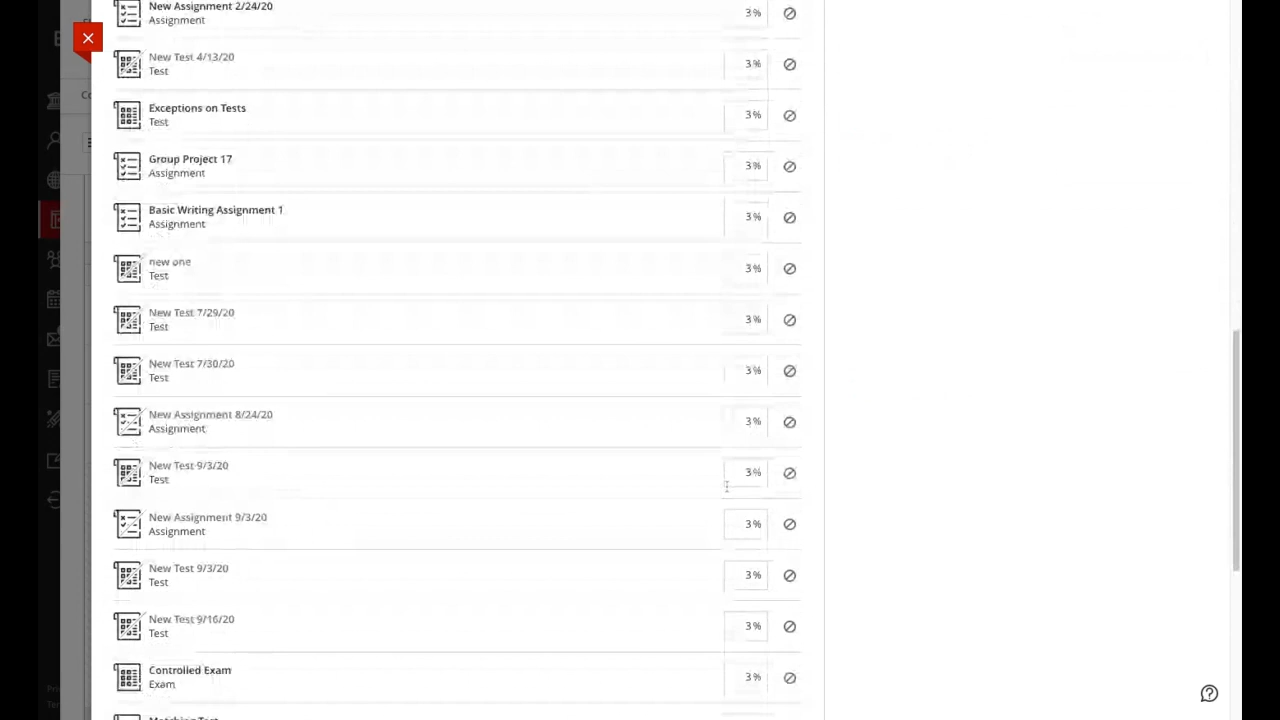 New Assignment 2/24/20
Assignment
3%
New Test 4/13/20
Test
3%
Exceptions on Tests
Test
3%
Group Project 17
Assignment
3%
Basic Writing Assignment 1
Assignment
3%
new one
Test
3%
New Test 7/29/20
Test
3%
New Test 7/30/20
Test
3%
New Assignment 8/24/20
Assignment
3%
New Test 9/3/20
Test
3%
New Assignment 9/3/20
Assignment
3%
New Test 9/3/20
Test
3%
New Test 9/16/20
Test
3%
Controlled Exam
Exam
3%
Matching Test